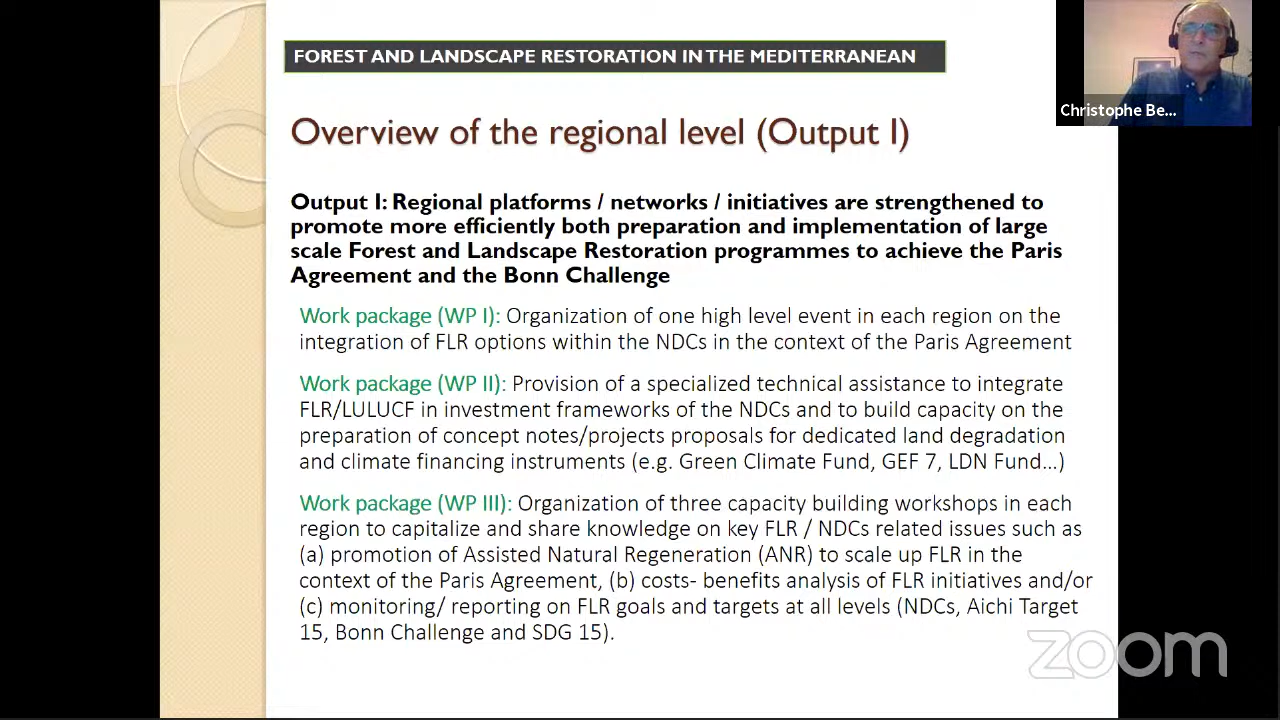 FOREST AND LANDSCAPE RESTORATION IN THE MEDITERRANEAN
Christophe Be...
Overview of the regional level (Output I)
Output I: Regional platforms / networks / initiatives are strengthened to
promote more efficiently both preparation and implementation of large
scale Forest and Landscape Restoration programmes to achieve the Paris
Agreement and the Bonn Challenge
Work package (WP I): Organization of one high level event in each region on the
integration of FLR options within the NDCs in the context of the Paris Agreement
Work package (WP II): Provision of a specialized technical assistance to integrate
FLR/LULUCF in investment frameworks of the NDCs and to build capacity on the
preparation of concept notes/projects proposals for dedicated land degradation
and climate financing instruments (e.g. Green Climate Fund, GEF 7, LDN Fund…)
Work package (WP III): Organization of three capacity building workshops in each
region to capitalize and share knowledge on key FLR / NDCs related issues such as
(a) promotion of Assisted Natural Regeneration (ANR) to scale up FLR in the
context of the Paris Agreement, (b) costs- benefits analysis of FLR initiatives and/or
(c) monitoring/ reporting on FLR goals and targets at all levels (NDCs, Aichi Target
15, Bonn Challenge and SDG 15).
zoom